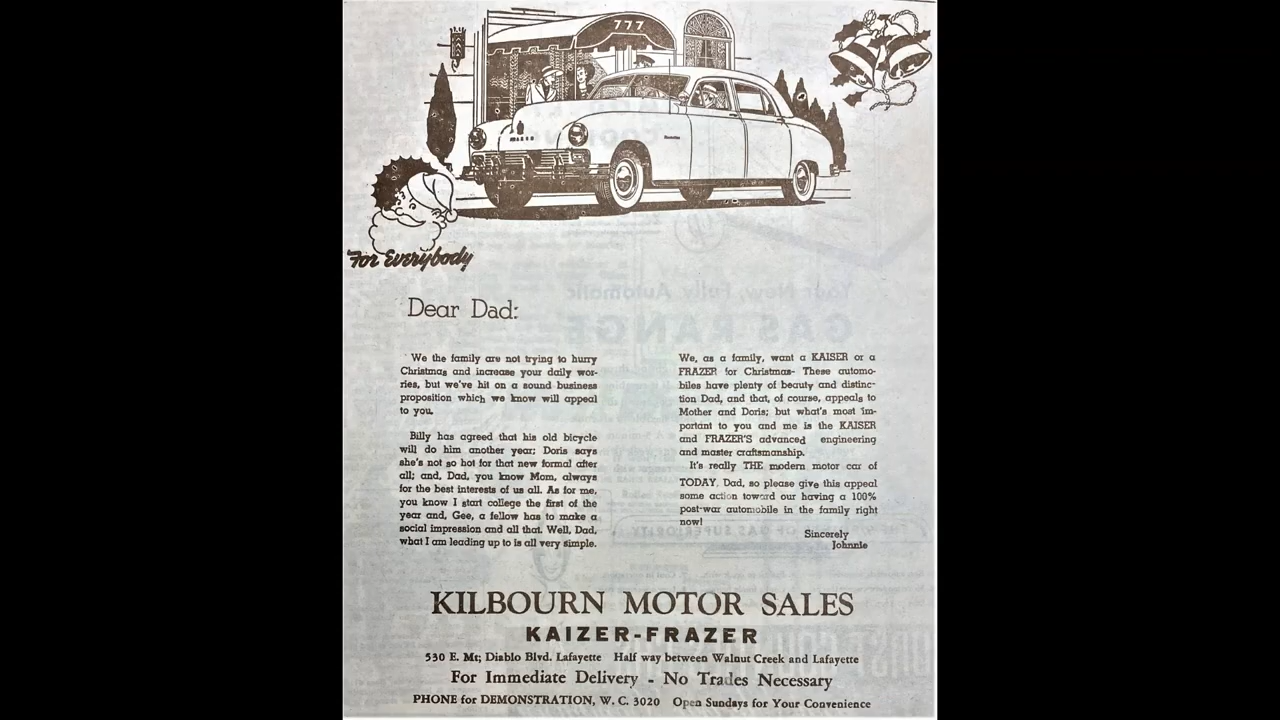 777
FRAZER
For Everybody
Dear Dad:
We the family are not trying to hurry
Christmas and increase your daily wor-
ries, but we've hit on a sound business
proposition which we know will appeal
to you.
Billy has agreed that his old bicycle
will do him another year; Doris says
she's not so hot for that new formal after
all; and, Dad, you know Mom, always
for the best interests of us all. As for me,
you know I start college the first of the
year and, Gee, a fellow has to make a
social impression and all that. Well, Dad,
what I am leading up to is all very simple.
We, as a family, want a KAISER or a
FRAZER for Christmas- These automo-
biles have plenty of beauty and distinc-
tion Dad, and that, of course, appeals to
Mother and Doris; but what's most im-
portant to you and me is the KAISER
and FRAZER'S advanced engineering
and master craftsmanship.
It's really THE modern motor car of
TODAY, Dad, so please give this appeal
some action toward our having a 100%
post-war automobile in the family right
now!
Sincerely
Johnnie
KILBOURN MOTOR SALES
KAIZER-FRAZER
530 E. Mt; Diablo Blvd. Lafayette Half way between Walnut Creek and Lafayette
For Immediate Delivery - No Trades Necessary
PHONE for DEMONSTRATION, W. C. 3020 Open Sundays for Your Convenience
Your New, Fully Automatic
GAS RANGE
OF GAS SUPERIORITY